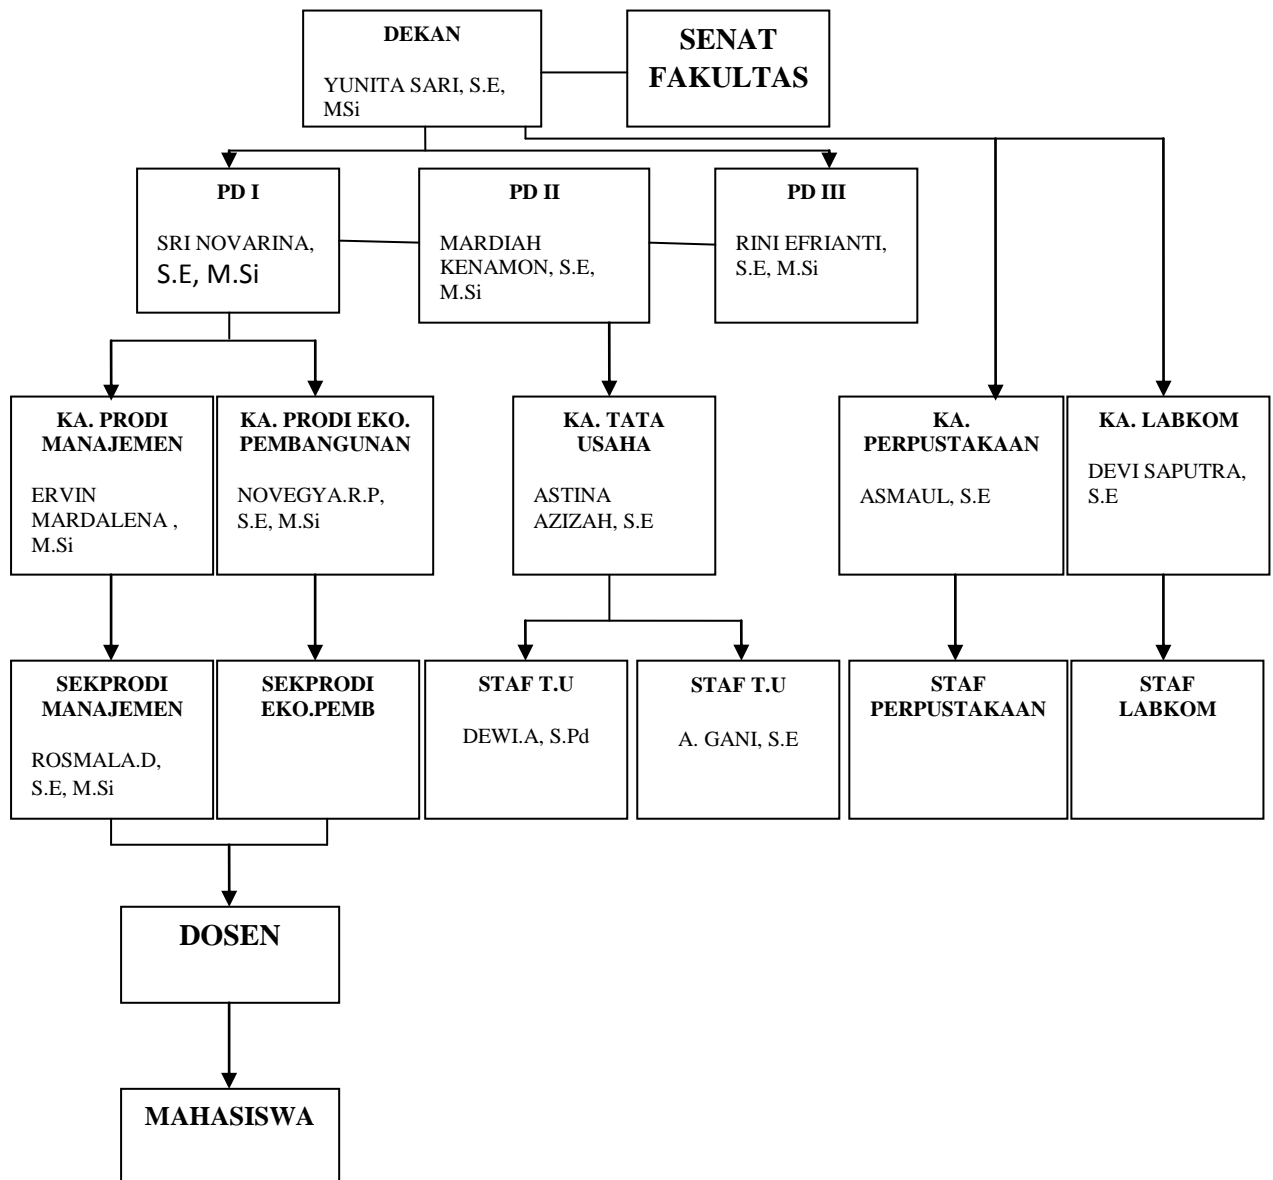 DEKAN
YUNITA SARI, S.E,
MSi
SENAT
FAKULTAS
PD I
SRI NOVARINA,
S.E, M.Si
PD II
MARDIAH
KENAMON, S.E,
M.Si
PD III
RINI EFRIANTI,
S.E, M.Si
KA. PRODI
MANAJEMEN
ERVIN
MARDALENA ,
M.Si
KA. PRODI EKO.
PEMBANGUNAN
NOVEGYA.R.P,
S.E, M.Si
KA. TATA
USAHA
ASTINA
AZIZAH, S.E
KA.
PERPUSTAKAAN
ASMAUL, S.E
KA. LABKOM
DEVI SAPUTRA,
S.E
SEKPRODI
MANAJEMEN
ROSMALA.D,
S.E, M.Si
SEKPRODI
EKO.PEMB
STAF T.U
DEWI.A, S.Pd
STAF T.U
A. GANI, S.E
STAF
PERPUSTAKAAN
STAF
LABKOM
DOSEN
MAHASISWA